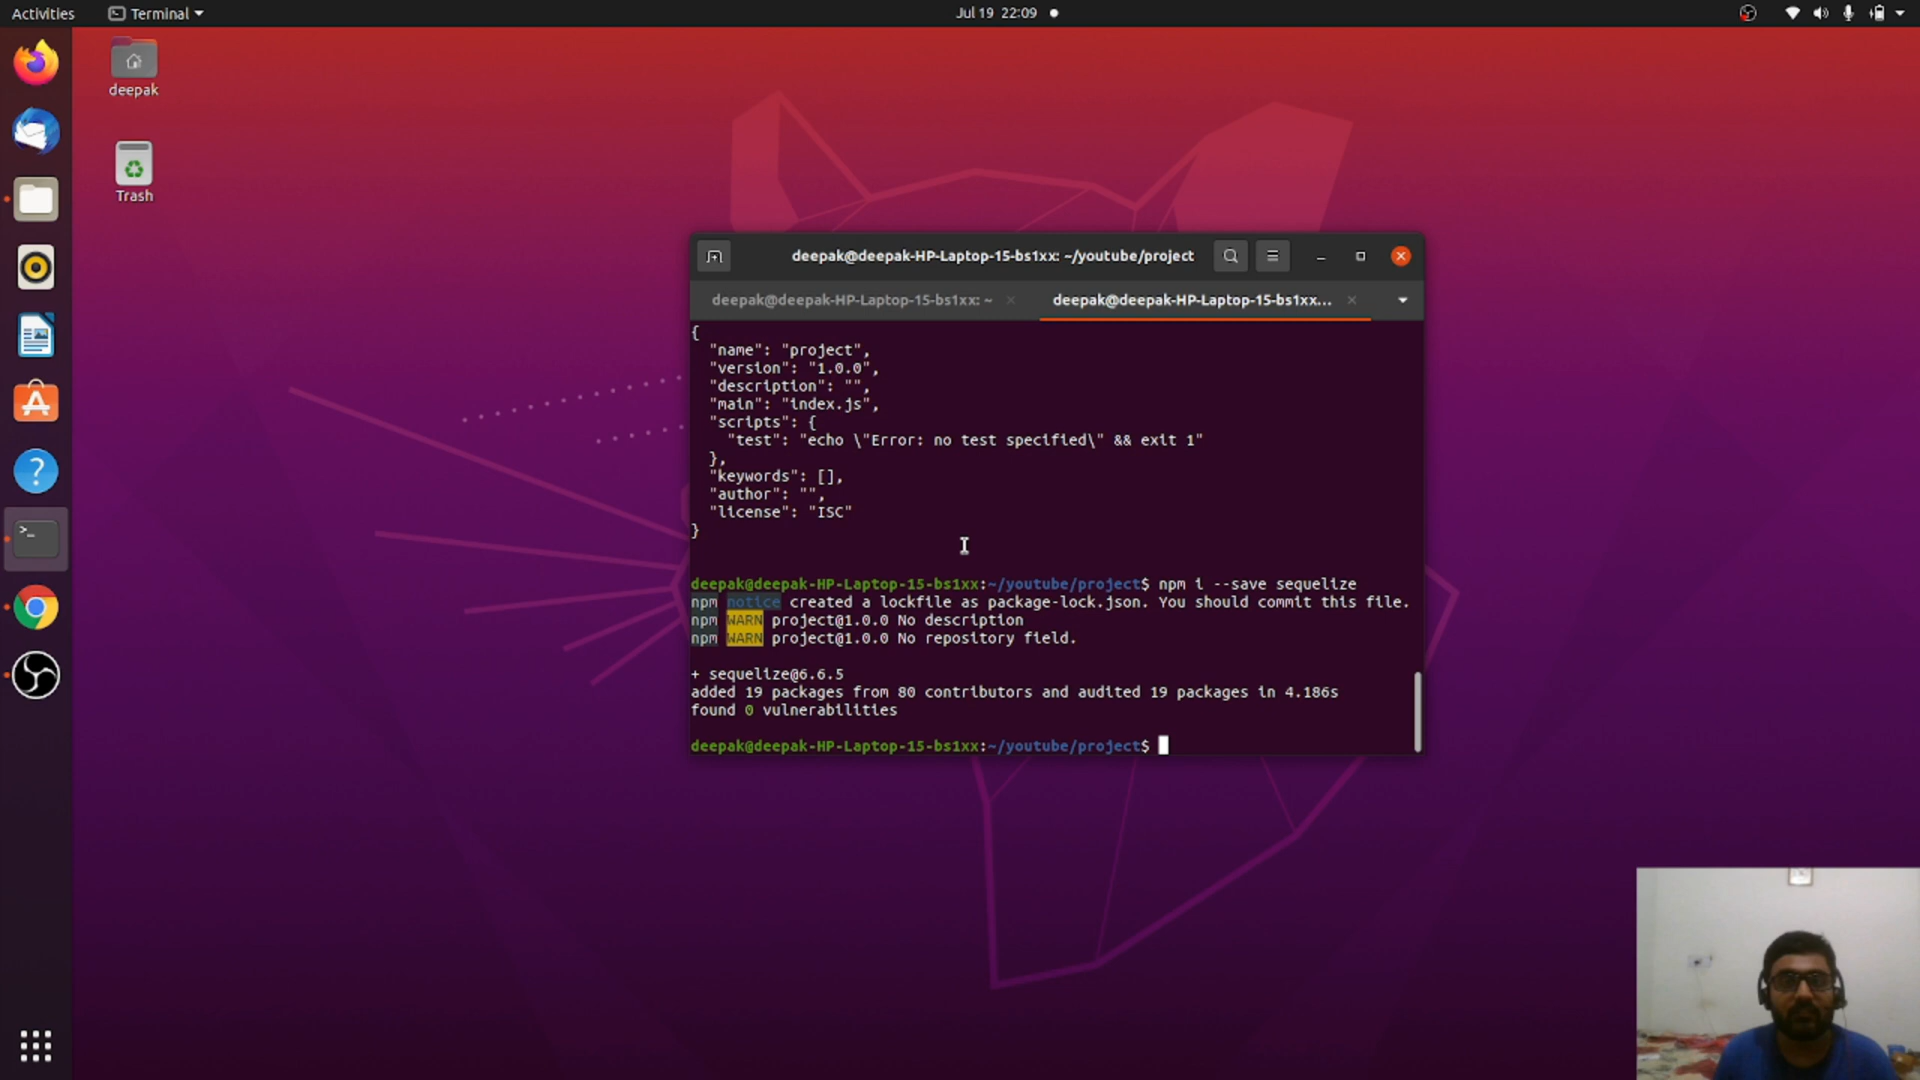 Activities
Terminal
Jul 19 22:09
deepak
Trash
deepak@deepak-HP-Laptop-15-bs1xx: ~/youtube/project
deepak@deepak-HP-Laptop-15-bs1xx: ~
deepak@deepak-HP-Laptop-15-bs1xx...
{
"name": "project",
"version": "1.0.0",
"description": "",
"main": "index.js",
"scripts": {
"test": "echo \"Error: no test specified\" && exit 1"
},
"keywords": [],
"author": "",
"license": "ISC"
}
deepak@deepak-HP-Laptop-15-bs1xx:~/youtube/project$ npm i --save sequelize
npm notice created a lockfile as package-lock.json. You should commit this file.
npm WARN project@1.0.0 No description
npm WARN project@1.0.0 No repository field.
+ sequelize@6.6.5
added 19 packages from 80 contributors and audited 19 packages in 4.186s
found 0 vulnerabilities
deepak@deepak-HP-Laptop-15-bs1xx:~/youtube/project$